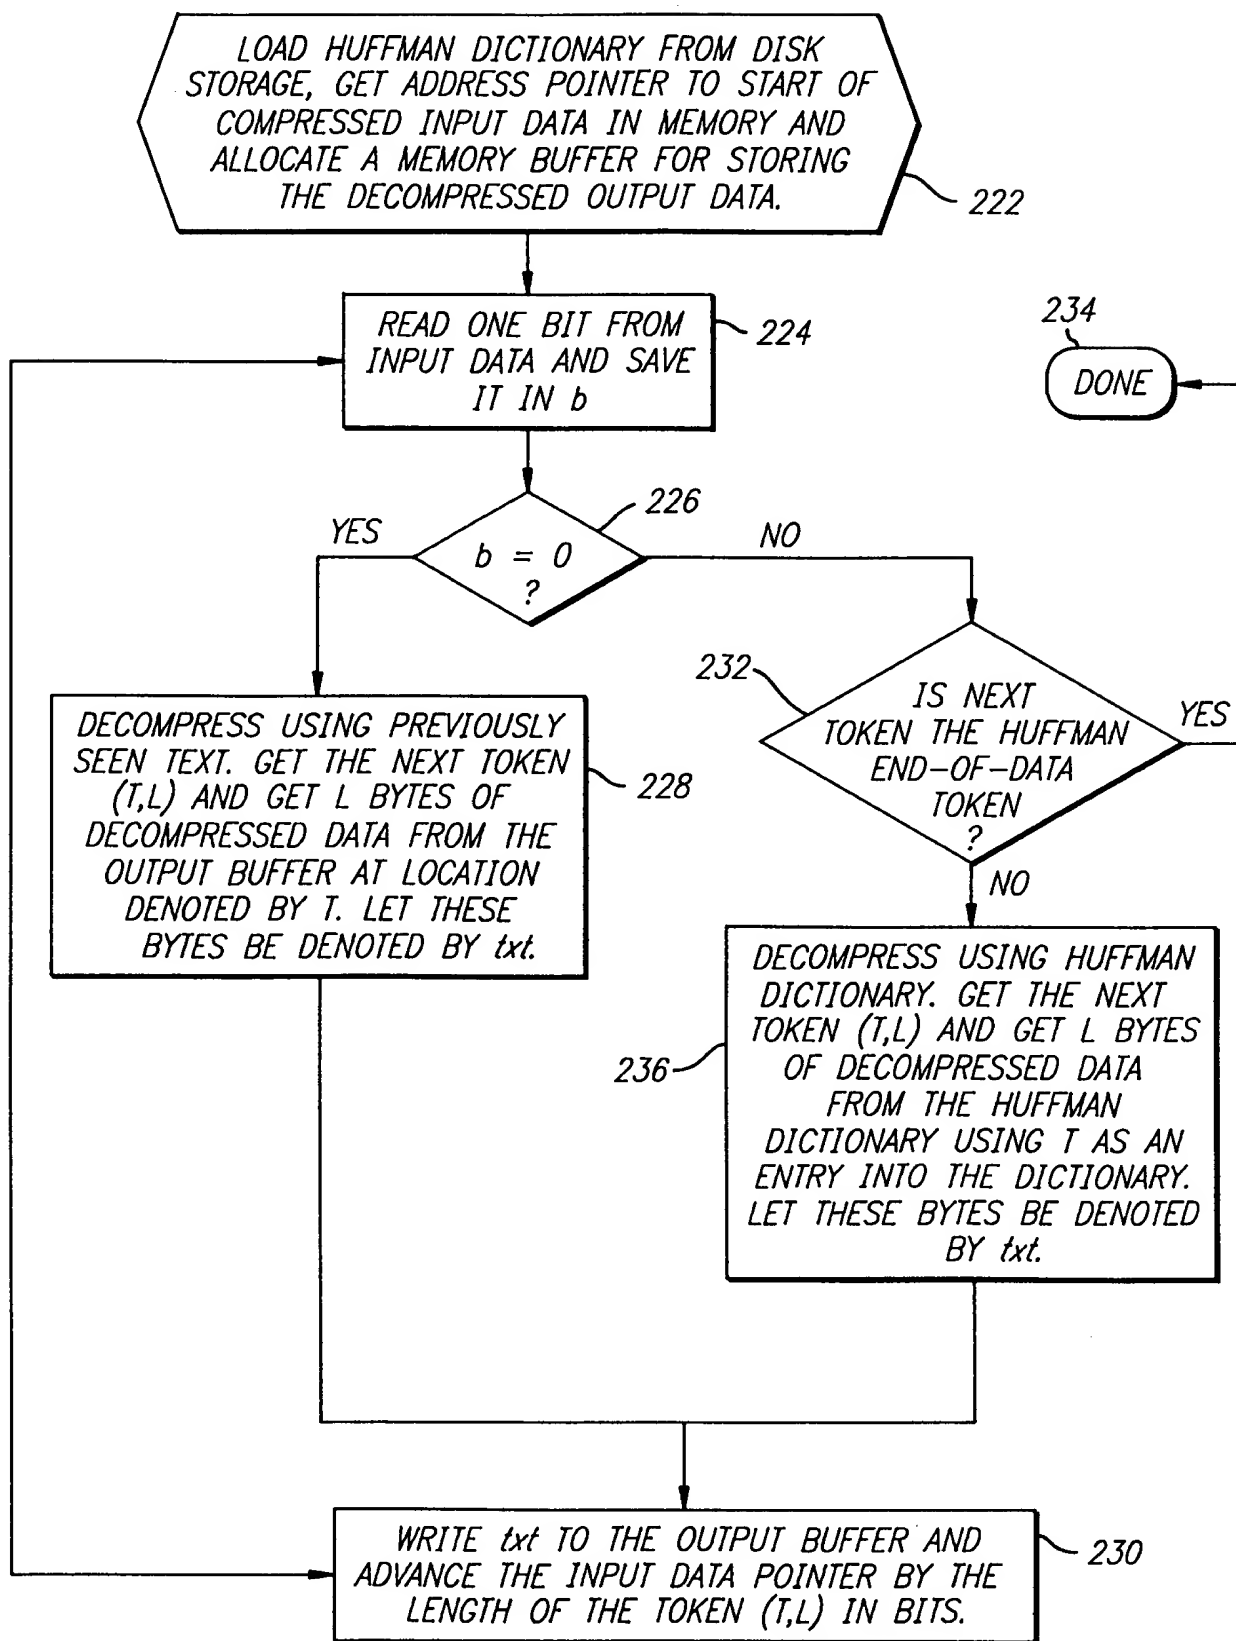 LOAD HUFFMAN DICTIONARY FROM DISK
STORAGE, GET ADDRESS POINTER TO START OF
COMPRESSED INPUT DATA IN MEMORY AND
ALLOCATE A MEMORY BUFFER FOR STORING
THE DECOMPRESSED OUTPUT DATA.
222
READ ONE BIT FROM
INPUT DATA AND SAVE
IT IN b
224
234
DONE
226
YES
b = 0
?
NO
232
IS NEXT
TOKEN THE HUFFMAN
END-OF-DATA
TOKEN
?
YES
NO
DECOMPRESS USING PREVIOUSLY
SEEN TEXT. GET THE NEXT TOKEN
(T,L) AND GET L BYTES OF
DECOMPRESSED DATA FROM THE
OUTPUT BUFFER AT LOCATION
DENOTED BY T. LET THESE
BYTES BE DENOTED BY txt.
228
DECOMPRESS USING HUFFMAN
DICTIONARY. GET THE NEXT
TOKEN (T,L) AND GET L BYTES
OF DECOMPRESSED DATA
FROM THE HUFFMAN
DICTIONARY USING T AS AN
ENTRY INTO THE DICTIONARY.
LET THESE BYTES BE DENOTED
BY txt.
236
WRITE txt TO THE OUTPUT BUFFER AND
ADVANCE THE INPUT DATA POINTER BY THE
LENGTH OF THE TOKEN (T,L) IN BITS.
230